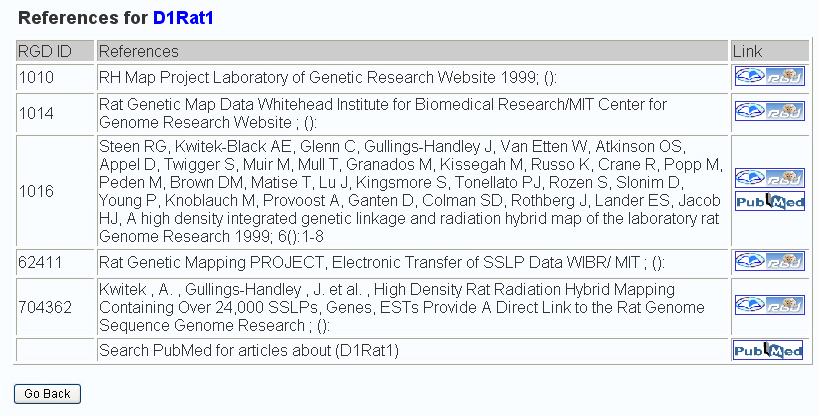 References for D1Rat1
RGD ID References Link
1010 RH Map Project Laboratory of Genetic Research Website 1999; (): RGD
1014 Rat Genetic Map Data Whitehead Institute for Biomedical Research/MIT Center for
Genome Research Website ; (): RGD
1016 Steen RG, Kwitek-Black AE, Glenn C, Gullings-Handley J, Van Etten W, Atkinson OS,
Appel D, Twigger S, Muir M, Mull T, Granados M, Kissegah M, Russo K, Crane R, Popp M,
Peden M, Brown DM, Matise T, Lu J, Kingsmore S, Tonellato PJ, Rozen S, Slonim D,
Young P, Knoblauch M, Provoost A, Ganten D, Colman SD, Rothberg J, Lander ES, Jacob
HJ, A high density integrated genetic linkage and radiation hybrid map of the laboratory rat
Genome Research 1999; 6():1-8
RGD
PubMed
62411 Rat Genetic Mapping PROJECT, Electronic Transfer of SSLP Data WIBR/ MIT ; (): RGD
704362 Kwitek , A. , Gullings-Handley , J. et al. , High Density Rat Radiation Hybrid Mapping
Containing Over 24,000 SSLPs, Genes, ESTs Provide A Direct Link to the Rat Genome
Sequence Genome Research ; (): RGD
Search PubMed for articles about (D1Rat1) PubMed
Go Back